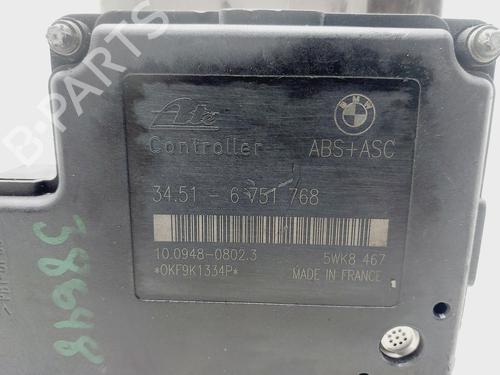 B-PARTS
Ate
BMW
Controller ABS+ASC
34.51 - 6 751 768
10.0948-0802.3 5WK8 467
*0KF9K1334P* MADE IN FRANCE
38648